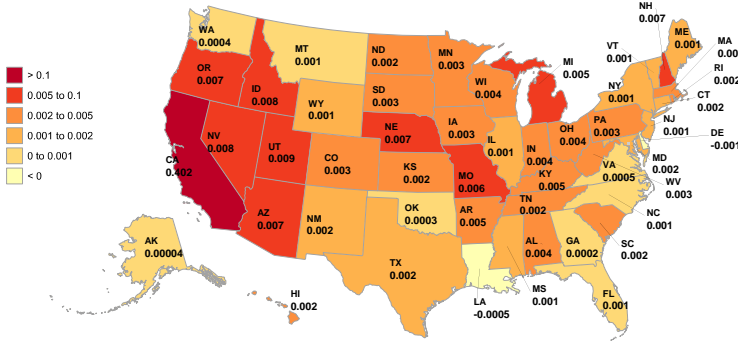 > 0.1
0.005 to 0.1
0.002 to 0.005
0.001 to 0.002
0 to 0.001
< 0
WA
0.0004
OR
0.007
CA
0.402
NV
0.008
ID
0.008
MT
0.001
WY
0.001
UT
0.009
AZ
0.007
CO
0.003
NM
0.002
ND
0.002
SD
0.003
NE
0.007
KS
0.002
OK
0.0003
TX
0.002
MN
0.003
IA
0.003
MO
0.006
AR
0.005
LA
-0.0005
WI
0.004
IL
0.001
MI
0.005
IN
0.004
OH
0.004
KY
0.005
TN
0.002
MS
0.001
AL
0.004
GA
0.0002
FL
0.001
SC
0.002
NC
0.001
VA
0.0005
WV
0.003
MD
0.002
DE
-0.001
PA
0.003
NJ
0.001
NY
0.001
CT
0.002
RI
0.002
MA
VT
0.001
NH
0.007
ME
0.001
AK
0.00004
HI
0.002